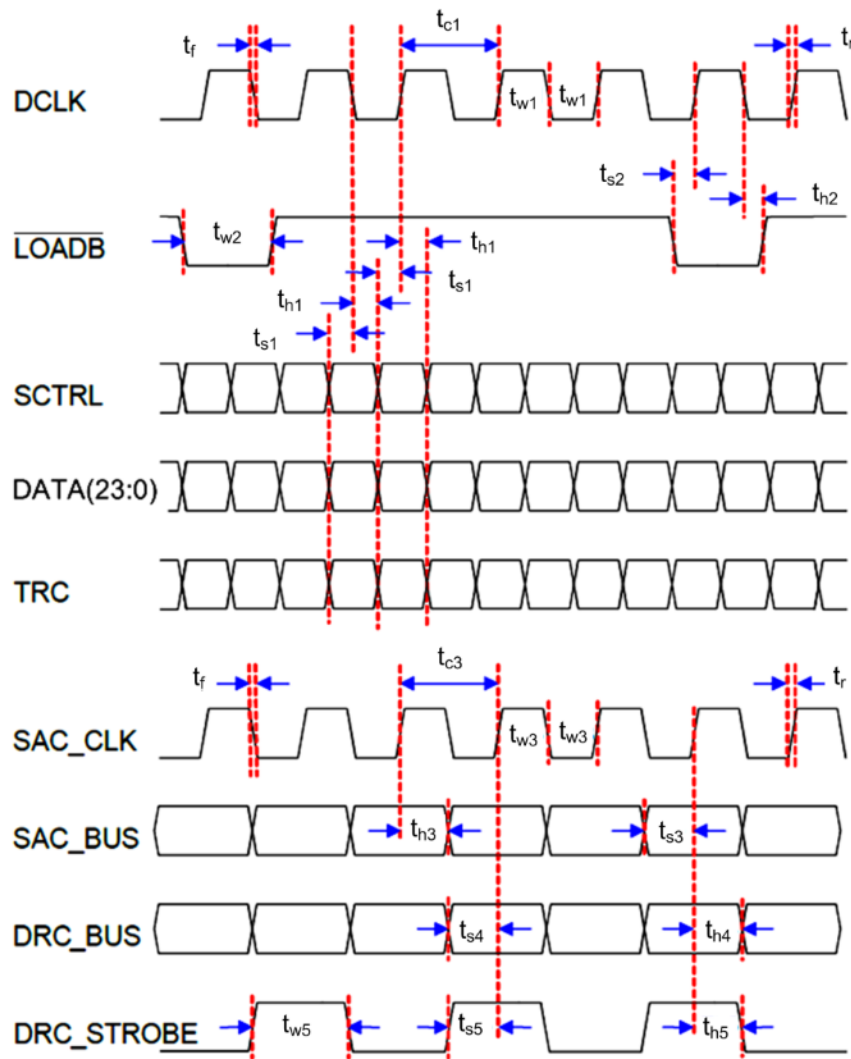 tc1
tf
DCLK
tw1 tw1
ts2
th2
LOADB
tw2
th1
ts1
th1
ts1
SCTRL
DATA(23:0)
TRC
tc3
tf
tr
SAC_CLK
tw3 tw3
SAC_BUS
th3
ts3
DRC_BUS
ts4
th4
DRC_STROBE
tw5
ts5
th5